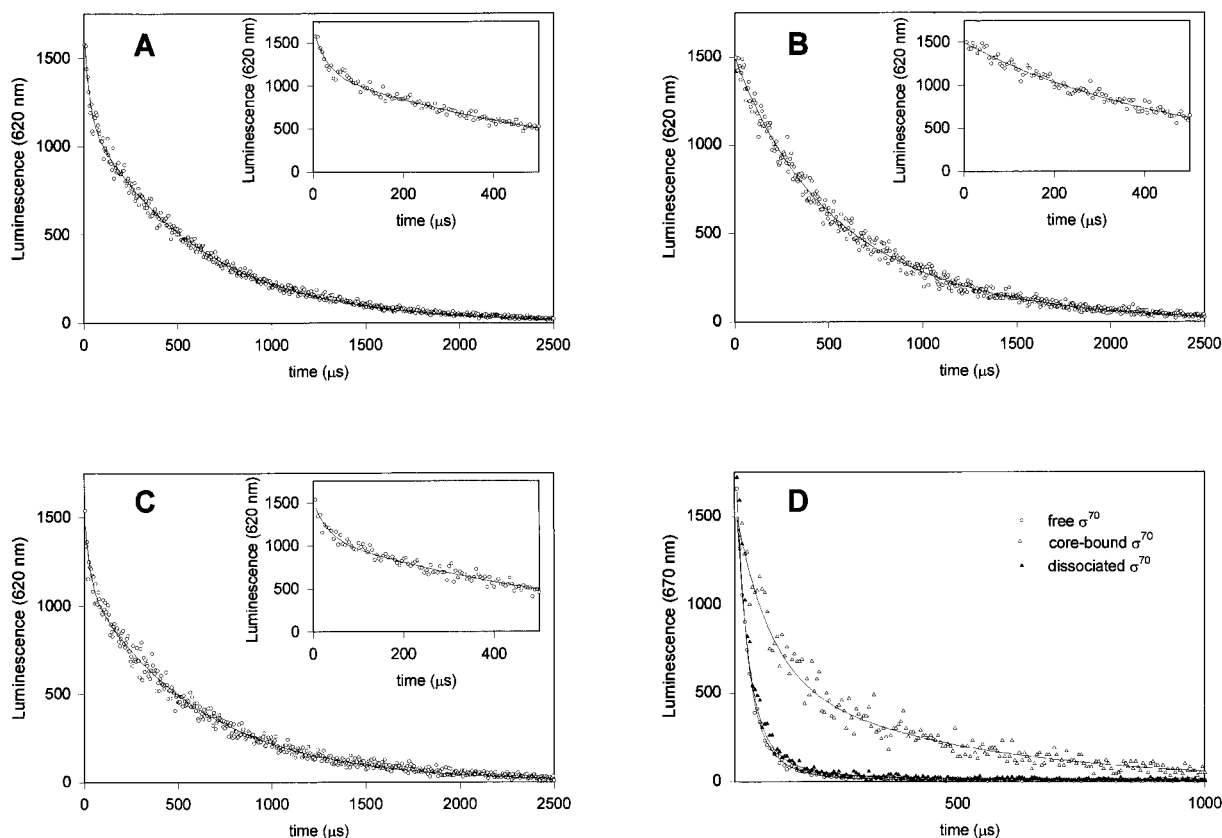 A
Luminescence (620 nm)
1500
1000
500
0
0 500 1000 1500 2000 2500
time (μs)
Luminescence (620 nm)
1500
1000
500
0
0 200 400
time (μs)
B
Luminescence (620 nm)
1500
1000
500
0
0 500 1000 1500 2000 2500
time (μs)
Luminescence (620 nm)
1500
1000
500
0
0 200 400
time (μs)
C
Luminescence (620 nm)
1500
1000
500
0
0 500 1000 1500 2000 2500
time (μs)
Luminescence (620 nm)
1500
1000
500
0
0 200 400
time (μs)
D
Luminescence (670 nm)
1500
1000
500
0
500 1000
time (μs)
free σ⁷⁰
core-bound σ⁷⁰
dissociated σ⁷⁰